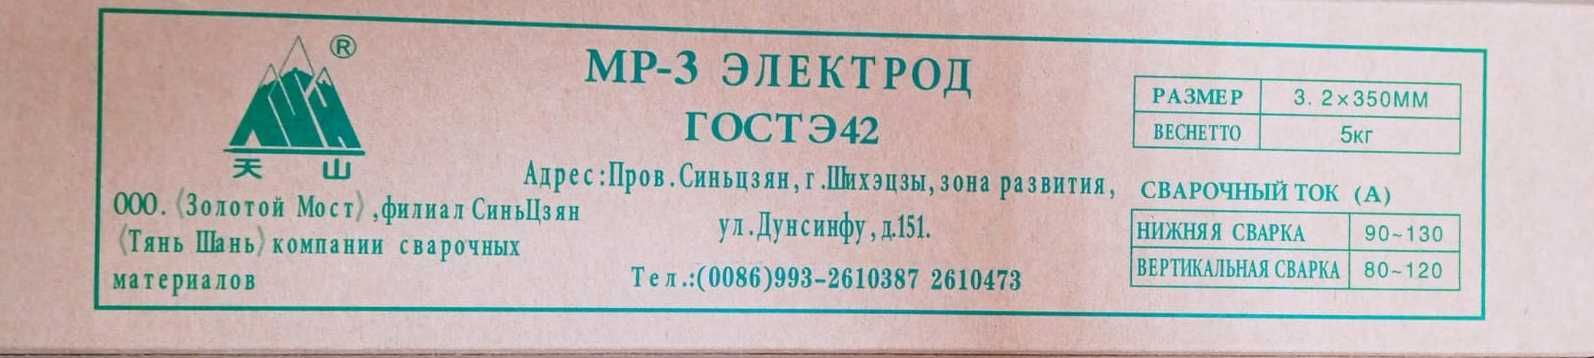 ®
天山
ООО.《Золотой Мост》,филиал СиньЦзян
《Тянь Шань》компании сварочных
материалов
МР-3 ЭЛЕКТРОД
ГОСТЭ42
Адрес:Пров.Синьцзян,г.Шихэцзы,зона развития,
ул.Дунсинфу,д.151.
Тел.:(0086)993-2610387 2610473
РАЗМЕР 3.2×350ММ
ВЕСНЕТТО 5кг
СВАРОЧНЫЙ ТОК (А)
НИЖНЯЯ СВАРКА 90~130
ВЕРТИКАЛЬНАЯ СВАРКА 80~120